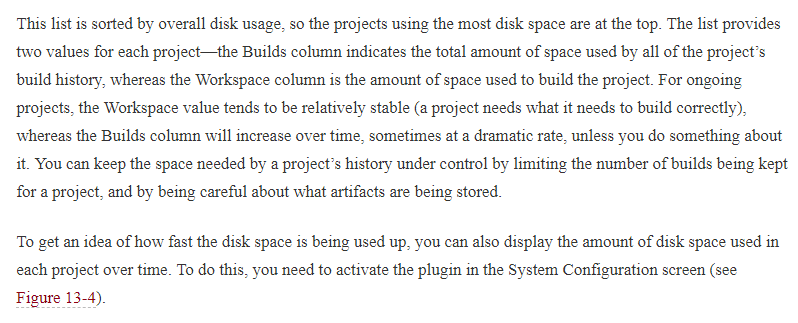 This list is sorted by overall disk usage, so the projects using the most disk space are at the top. The list provides
two values for each project—the Builds column indicates the total amount of space used by all of the project’s
build history, whereas the Workspace column is the amount of space used to build the project. For ongoing
projects, the Workspace value tends to be relatively stable (a project needs what it needs to build correctly),
whereas the Builds column will increase over time, sometimes at a dramatic rate, unless you do something about
it. You can keep the space needed by a project’s history under control by limiting the number of builds being kept
for a project, and by being careful about what artifacts are being stored.
To get an idea of how fast the disk space is being used up, you can also display the amount of disk space used in
each project over time. To do this, you need to activate the plugin in the System Configuration screen (see
Figure 13-4).